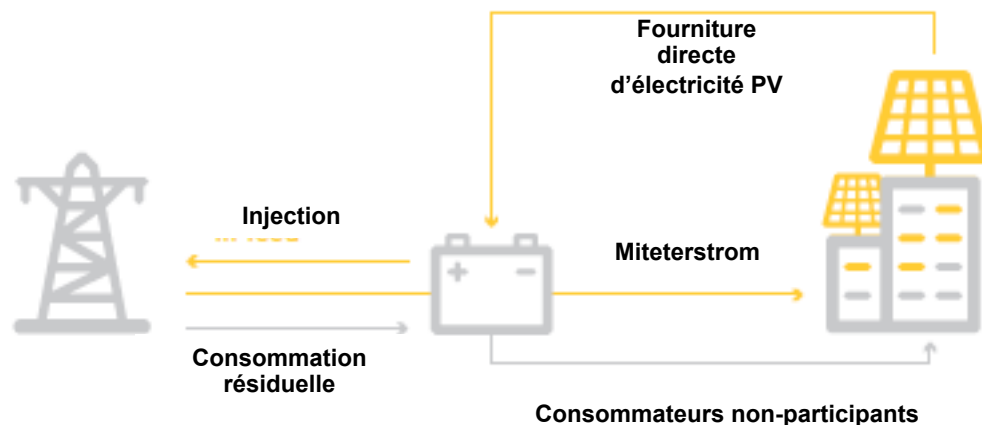 Fourniture
directe
d’électricité PV
Injection
Miteterstrom
Consommation
résiduelle
Consommateurs non-participants